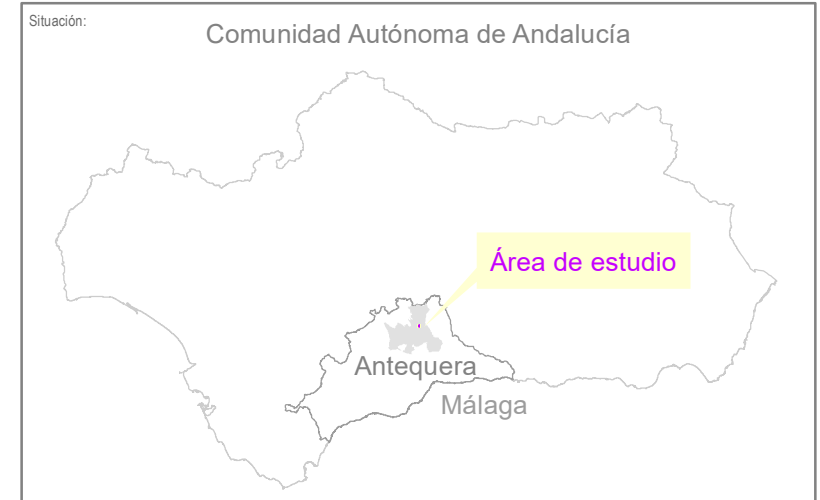 Situación:
Comunidad Autónoma de Andalucía
Área de estudio
Antequera
Málaga